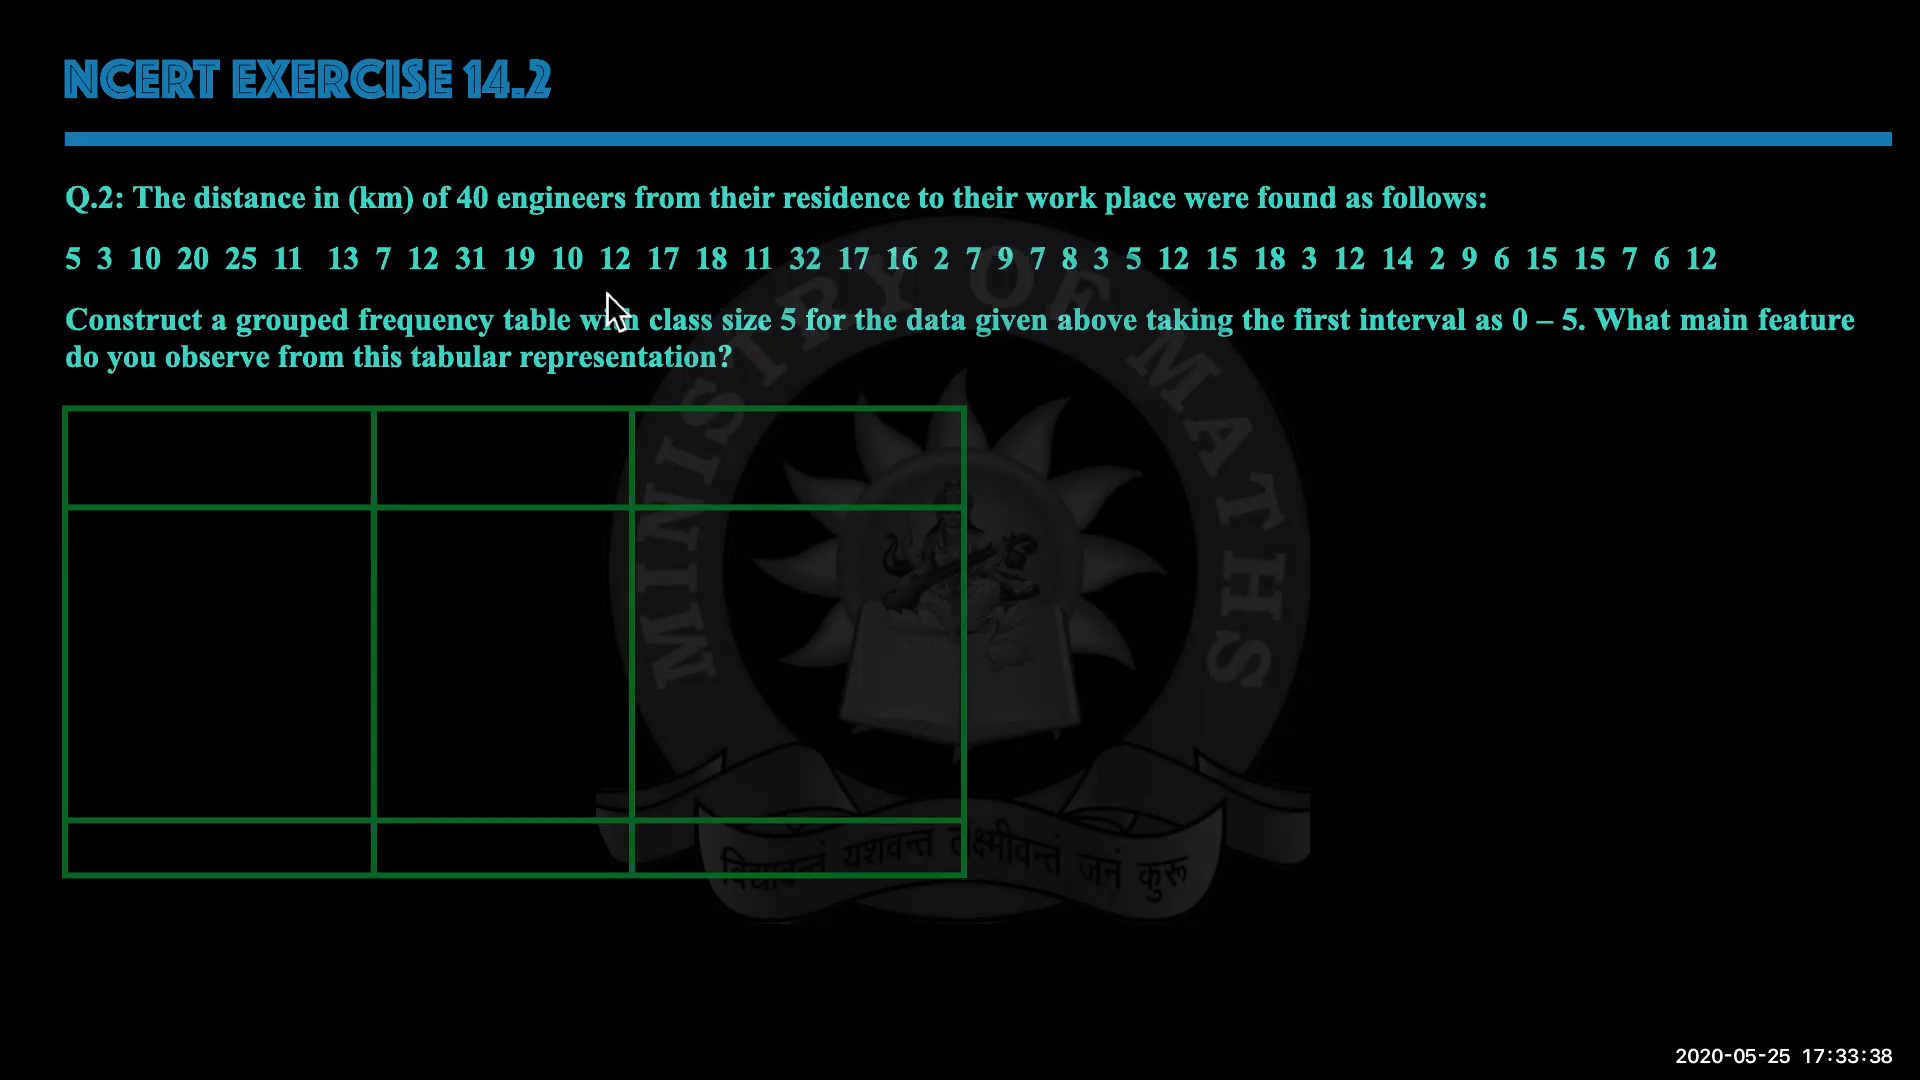 NCERT EXERCISE 14.2
Q.2: The distance in (km) of 40 engineers from their residence to their work place were found as follows:
5 3 10 20 25 11 13 7 12 31 19 10 12 17 18 11 32 17 16 2 7 9 7 8 3 5 12 15 18 3 12 14 2 9 6 15 15 7 6 12
Construct a grouped frequency table with class size 5 for the data given above taking the first interval as 0 – 5. What main feature
do you observe from this tabular representation?
MINISTRY OF MATHS
विद्यावन्तं यशवन्तं लक्ष्मीवन्तं जनं कुरू
2020-05-25 17:33:38